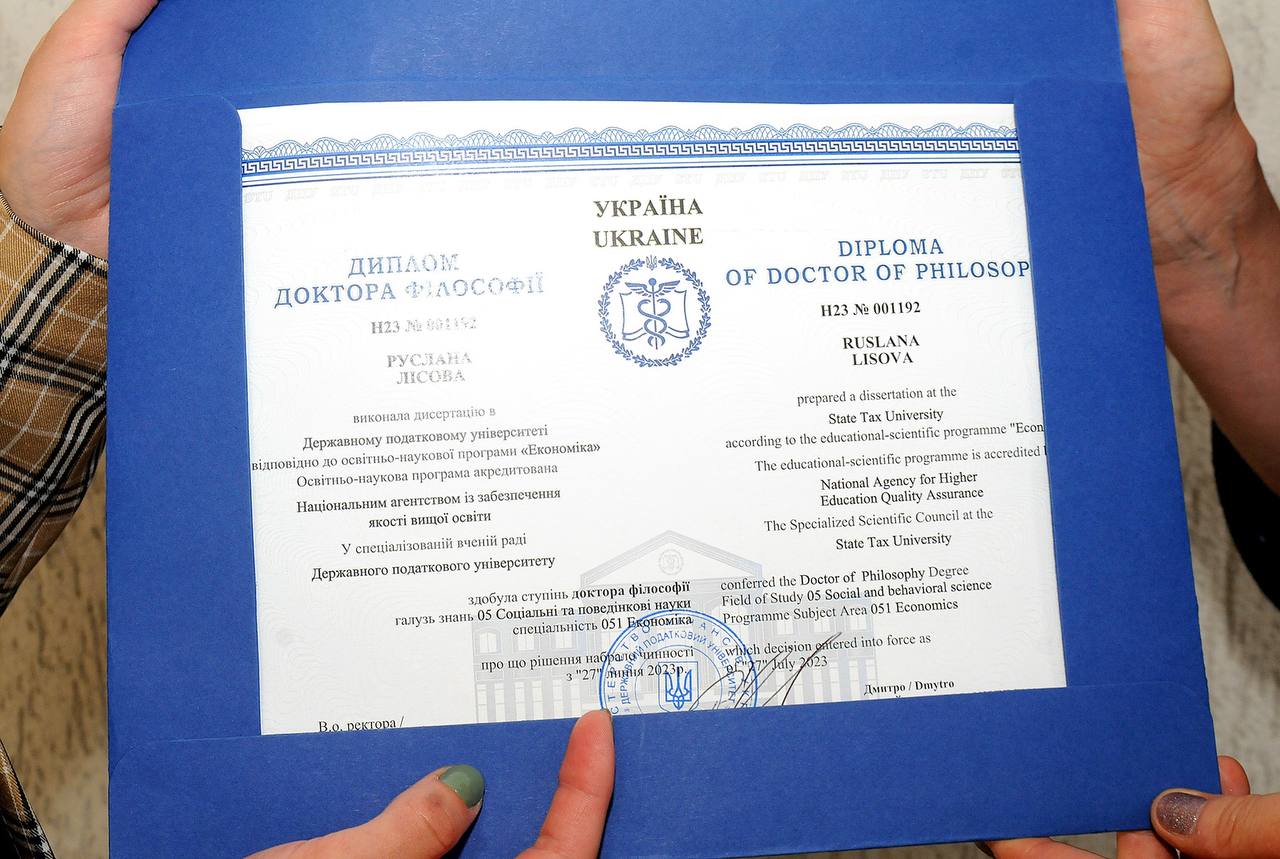 УКРАЇНА
UKRAINE
ДИПЛОМ
ДОКТОРА ФІЛОСОФІЇ
Н23 № 001192
РУСЛАНА
ЛІСОВА
виконала дисертацію в
Державному податковому університеті
відповідно до освітньо-наукової програми «Економіка»
Освітньо-наукова програма акредитована
Національним агентством із забезпечення
якості вищої освіти
У спеціалізованій вченій раді
Державного податкового університету
здобула ступінь доктора філософії
галузь знань 05 Соціальні та поведінкові науки
спеціальність 051 Економіка
про що рішення набрало чинності
з "27" липня 2023р.
В.о. ректора /
DIPLOMA
OF DOCTOR OF PHILOSOP
H23 № 001192
RUSLANA
LISOVA
prepared a dissertation at the
State Tax University
according to the educational-scientific programme "Econ
The educational-scientific programme is accredited
National Agency for Higher
Education Quality Assurance
The Specialized Scientific Council at the
State Tax University
conferred the Doctor of Philosophy Degree
Field of Study 05 Social and behavioral science
Programme Subject Area 051 Economics
which decision entered into force as
of "27" July 2023
Дмитро / Dmytro
ДЕРЖАВНИЙ ПОДАТКОВИЙ УНІВЕРСИТЕТ